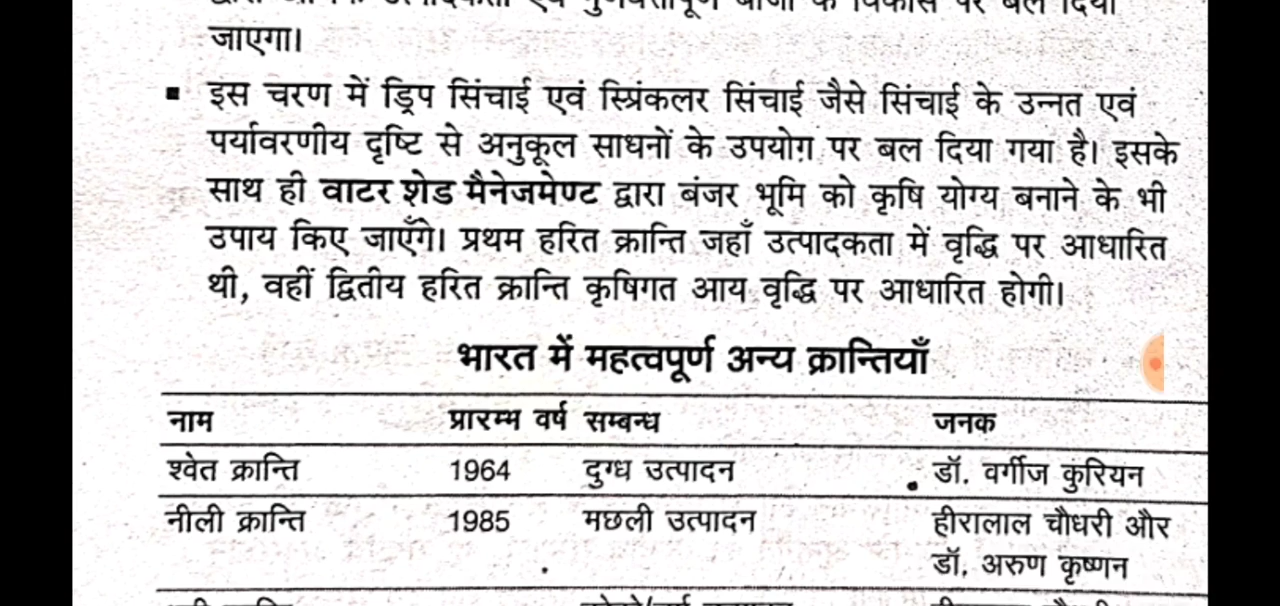 जाएगा।
▪ इस चरण में ड्रिप सिंचाई एवं स्प्रिंकलर सिंचाई जैसे सिंचाई के उन्नत एवं
पर्यावरणीय दृष्टि से अनुकूल साधनों के उपयोग पर बल दिया गया है। इसके
साथ ही वाटर शेड मैनेजमेण्ट द्वारा बंजर भूमि को कृषि योग्य बनाने के भी
उपाय किए जाएँगे। प्रथम हरित क्रान्ति जहाँ उत्पादकता में वृद्धि पर आधारित
थी, वहीं द्वितीय हरित क्रान्ति कृषिगत आय वृद्धि पर आधारित होगी।
भारत में महत्वपूर्ण अन्य क्रान्तियाँ
नाम प्रारम्भ वर्ष सम्बन्ध जनक
श्वेत क्रान्ति 1964 दुग्ध उत्पादन डॉ. वर्गीज कुरियन
नीली क्रान्ति 1985 मछली उत्पादन हीरालाल चौधरी और
डॉ. अरुण कृष्णन